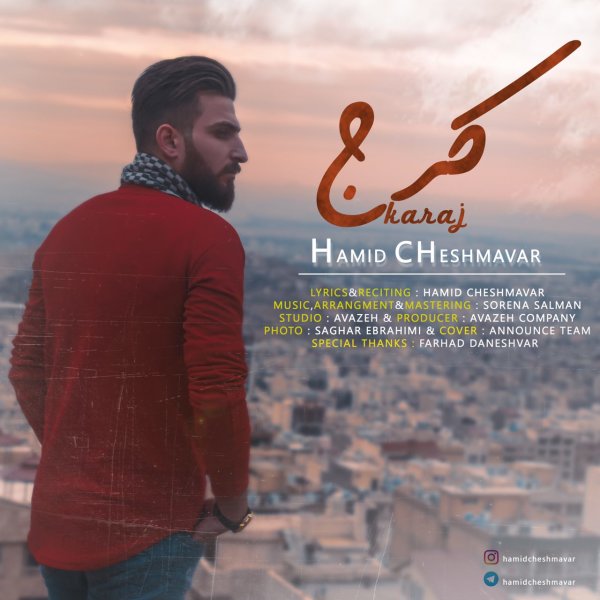 کرج
karaj
HAMID CHESHMAVAR
LYRICS&RECITING : HAMID CHESHMAVAR
MUSIC,ARRANGMENT&MASTERING : SORENA SALMAN
STUDIO : AVAZEH & PRODUCER : AVAZEH COMPANY
PHOTO : SAGHAR EBRAHIMI & COVER : ANNOUNCE TEAM
SPECIAL THANKS : FARHAD DANESHVAR
hamidcheshmavar
hamidcheshmavar